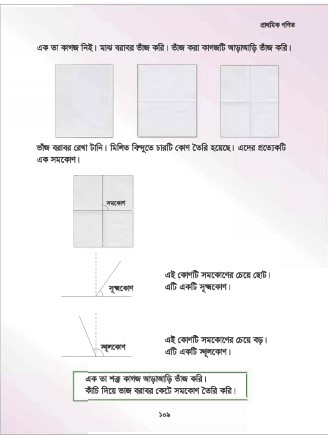 প্রাথমিক গণিত
এক তা কাগজ নিই। মাঝ বরাবর ভাঁজ করি। ভাঁজ করা কাগজটি আড়াআড়ি ভাঁজ করি।
ভাঁজ বরাবর রেখা টানি। মিলিত বিন্দুতে চারটি কোণ তৈরি হয়েছে। এদের প্রত্যেকটি
এক সমকোণ।
সমকোণ
সূক্ষ্মকোণ
এই কোণটি সমকোণের চেয়ে ছোট।
এটি একটি সূক্ষ্মকোণ।
স্থূলকোণ
এই কোণটি সমকোণের চেয়ে বড়।
এটি একটি স্থূলকোণ।
এক তা শক্ত কাগজ আড়াআড়ি ভাঁজ করি।
কাঁচি দিয়ে ভাজ বরাবর কেটে সমকোণ তৈরি করি।
১০৯